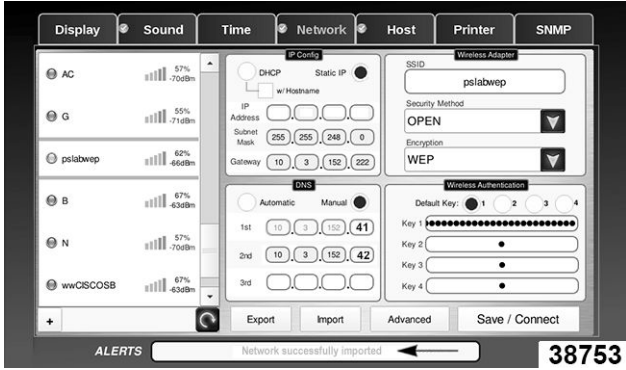 Display Sound Time Network Host Printer SNMP
AC 57% -70dBm
G 55% -71dBm
pslabwep 62% -66dBm
B 67% -63dBm
N 57% -70dBm
wwCISCOSB 67% -63dBm
+
IP Config
DHCP Static IP
w/ Hostname
IP Address . . .
Subnet Mask 255 . 255 . 248 . 0
Gateway 10 . 3 . 152 . 222
DNS
Automatic Manual
1st 10 . 3 . 152 . 41
2nd 10 . 3 . 152 . 42
3rd . . .
Wireless Adapter
SSID
pslabwep
Security Method
OPEN
Encryption
WEP
Wireless Authentication
Default Key: 1 2 3 4
Key 1 ●●●●●●●●●●●●●●●●●●●●●●●●●●
Key 2 ●
Key 3 ●
Key 4 ●
Export Import Advanced Save / Connect
ALERTS Network successfully imported
38753